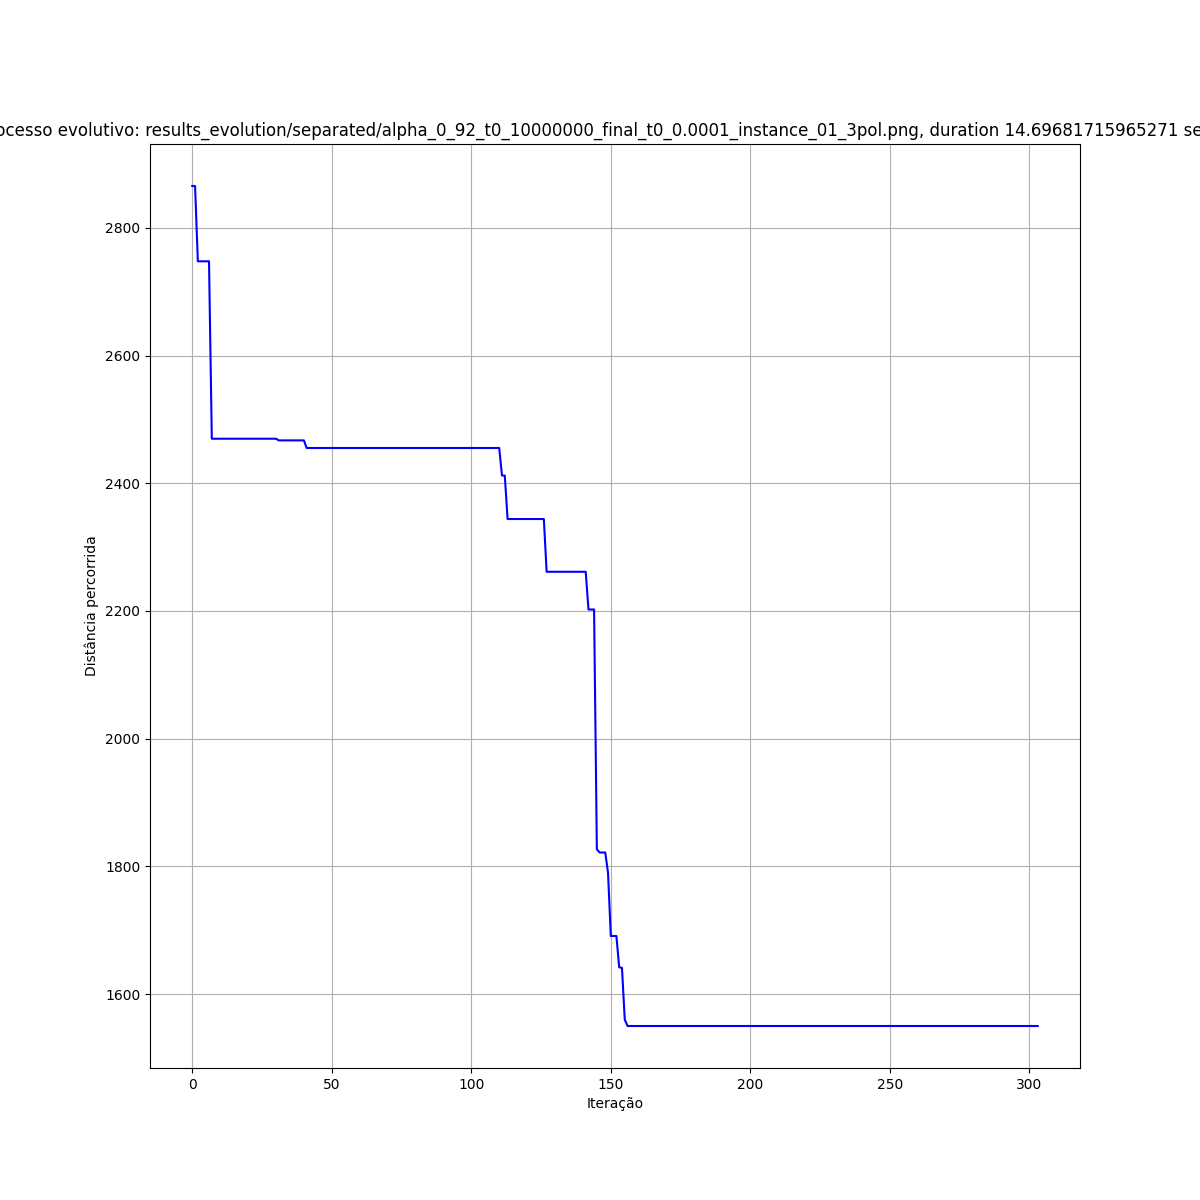 ocesso evolutivo: results_evolution/separated/alpha_0_92_t0_10000000_final_t0_0.0001_instance_01_3pol.png, duration 14.69681715965271 se
2800
2600
2400
2200
2000
1800
1600
Distância percorrida
0 50 100 150 200 250 300
Iteração